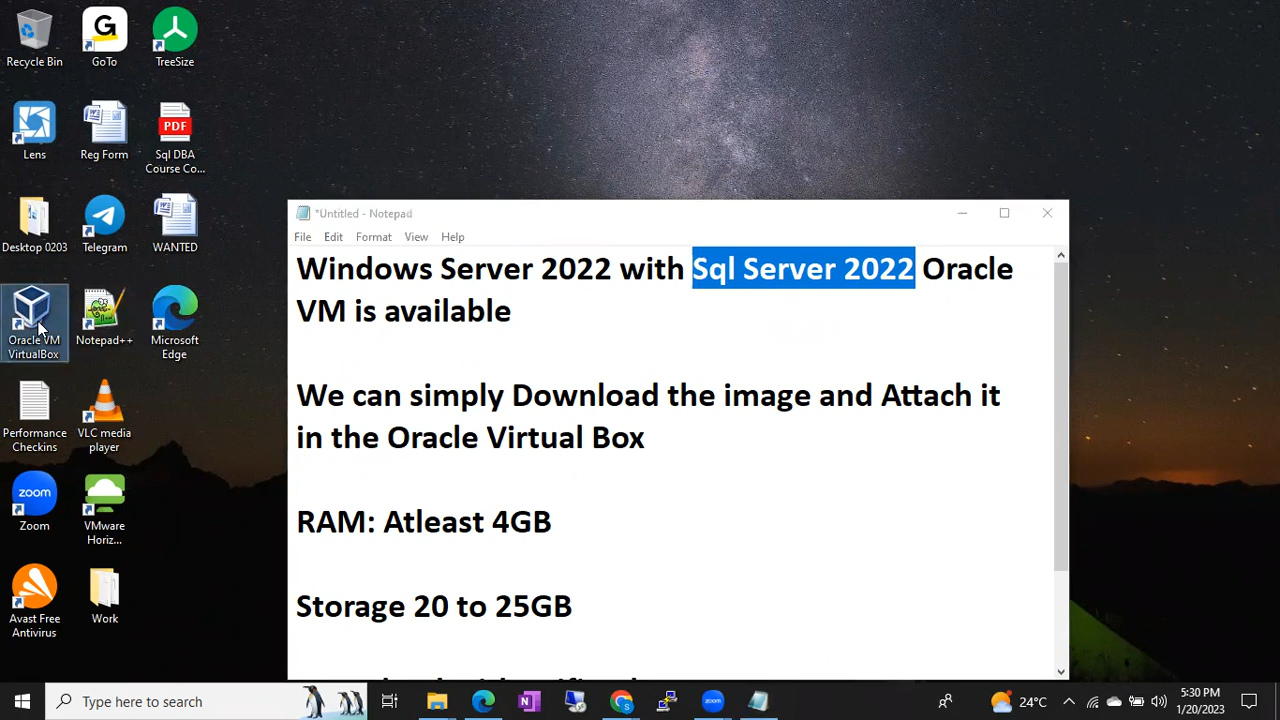 Recycle Bin
GoTo
TreeSize
Lens
Reg Form
PDF
Sql DBA
Course Co...
Desktop 0203
Telegram
WANTED
Oracle VM
VirtualBox
Notepad++
Microsoft
Edge
Performance
Checkins
VLC media
player
zoom
Zoom
VMware
Horiz...
Avast Free
Antivirus
Work
*Untitled - Notepad
File Edit Format View Help
Windows Server 2022 with Sql Server 2022 Oracle
VM is available
We can simply Download the image and Attach it
in the Oracle Virtual Box
RAM: Atleast 4GB
Storage 20 to 25GB
Type here to search
zoom
24°C
5:30 PM
1/20/2023